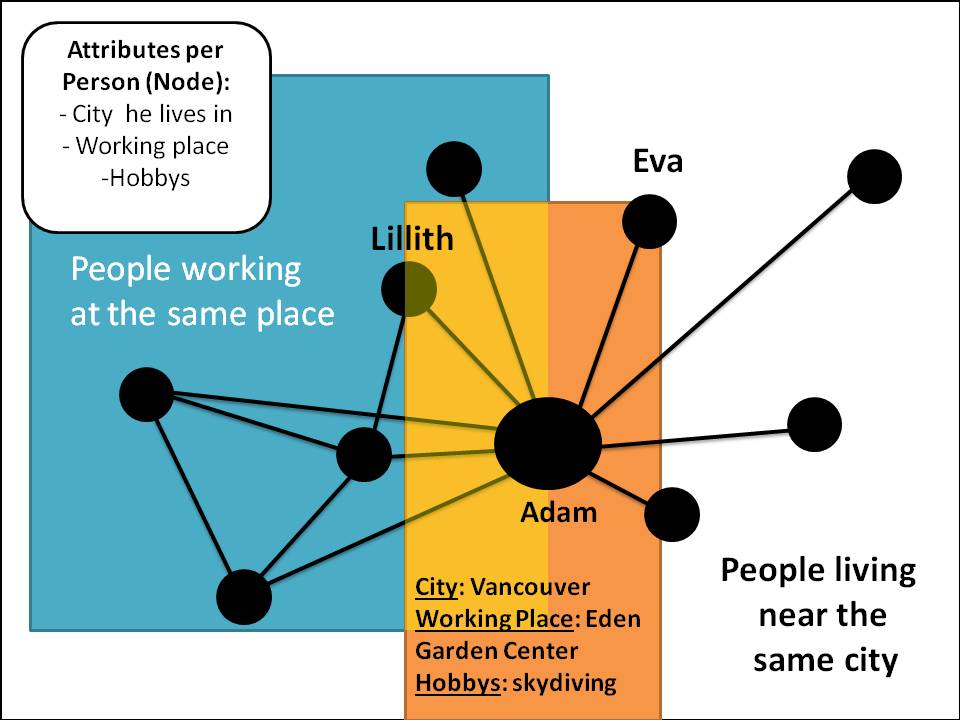 Attributes per
Person (Node):
- City he lives in
- Working place
-Hobbys
Eva
Lillith
People working
at the same place
Adam
City: Vancouver
Working Place: Eden
Garden Center
Hobbys: skydiving
People living
near the
same city